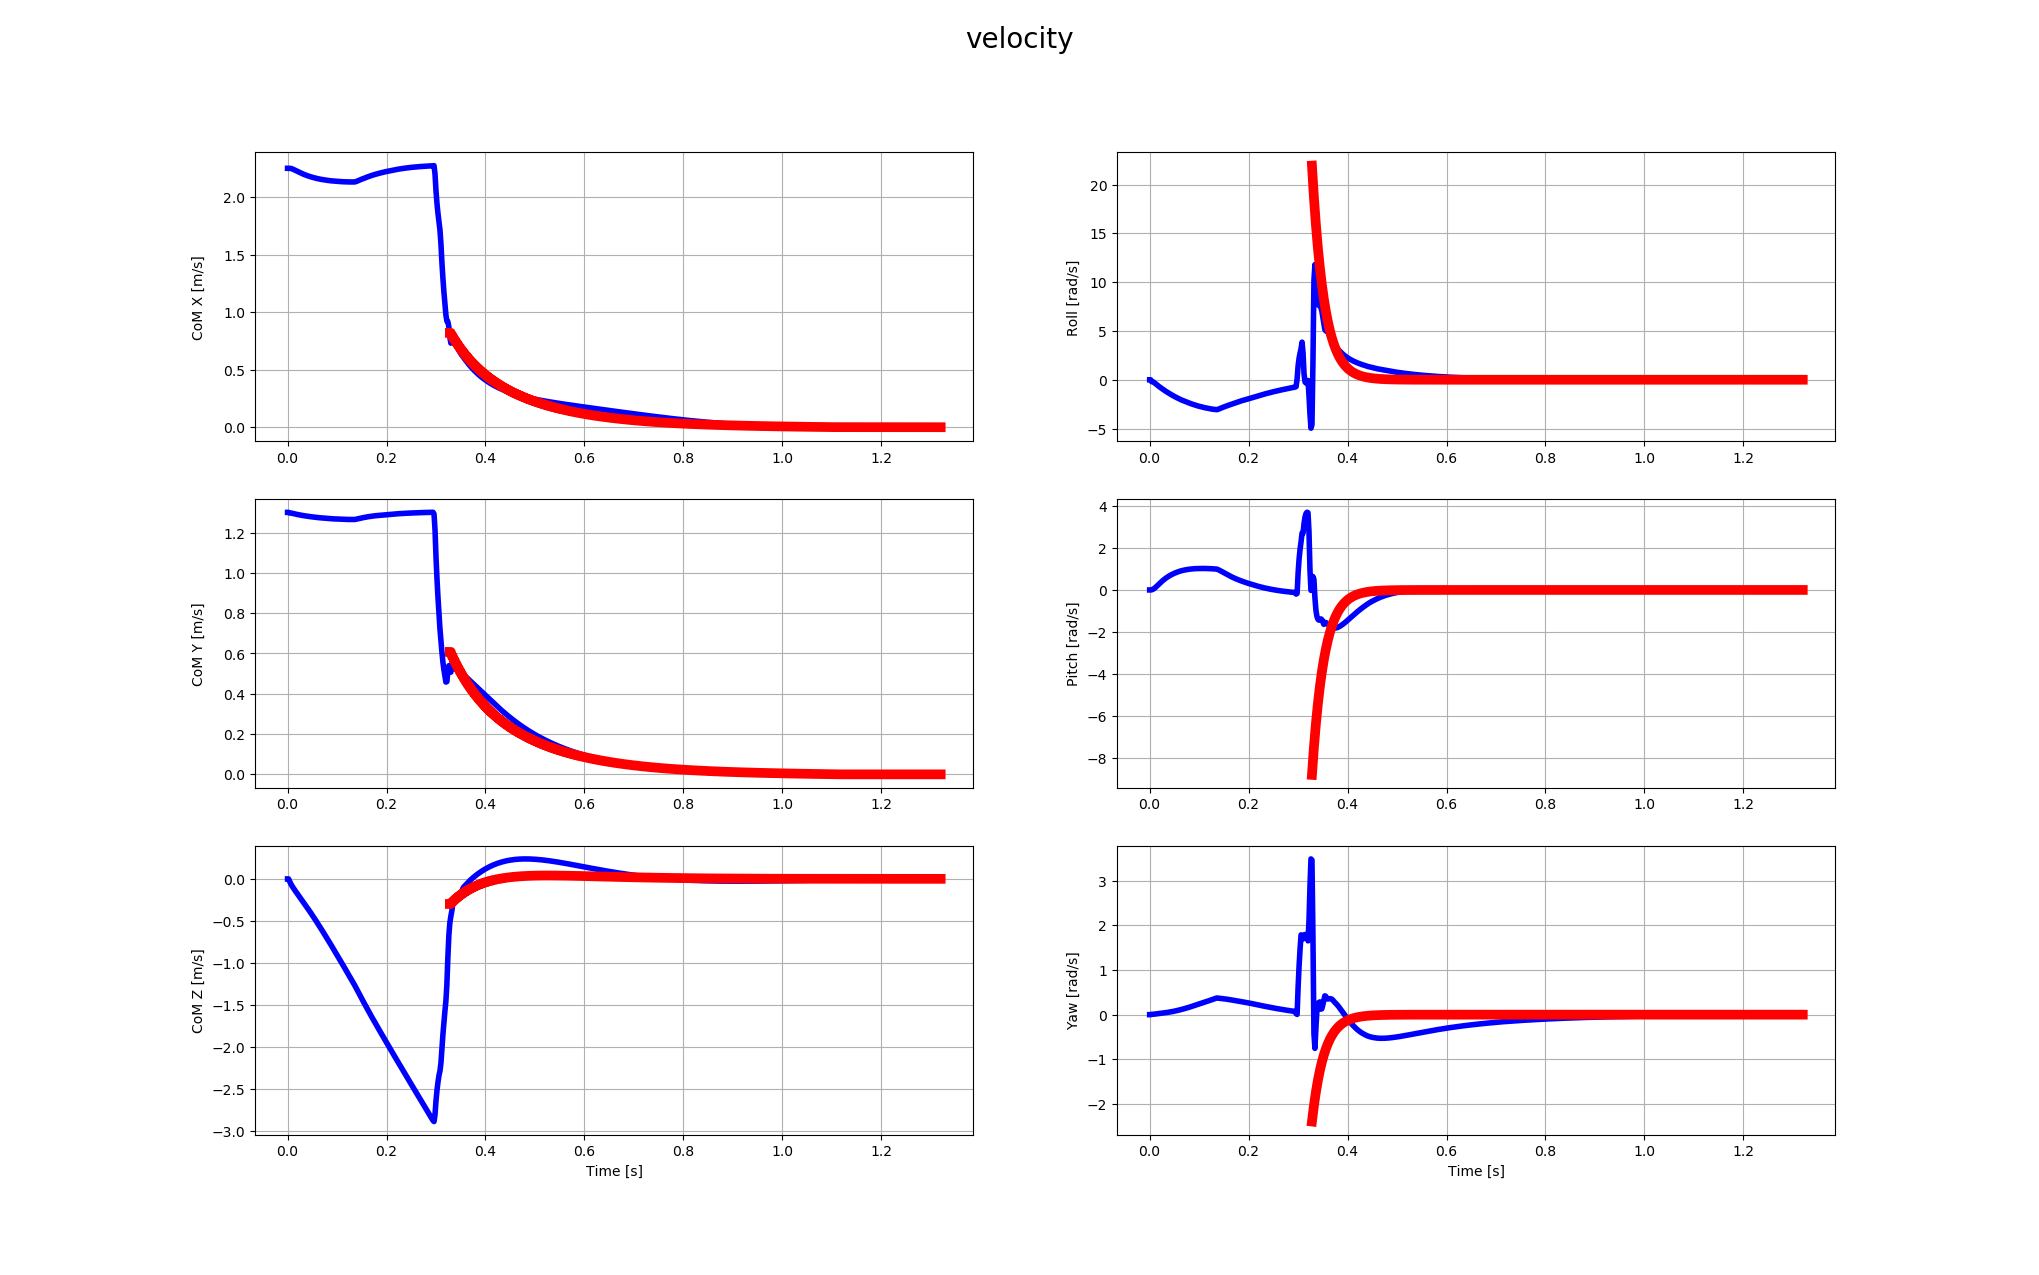 velocity
CoM X [m/s]
2.0
1.5
1.0
0.5
0.0
0.0 0.2 0.4 0.6 0.8 1.0 1.2
Roll [rad/s]
20
15
10
5
0
−5
0.0 0.2 0.4 0.6 0.8 1.0 1.2
CoM Y [m/s]
1.2
1.0
0.8
0.6
0.4
0.2
0.0
0.0 0.2 0.4 0.6 0.8 1.0 1.2
Pitch [rad/s]
4
2
0
−2
−4
−6
−8
0.0 0.2 0.4 0.6 0.8 1.0 1.2
CoM Z [m/s]
0.0
−0.5
−1.0
−1.5
−2.0
−2.5
−3.0
0.0 0.2 0.4 0.6 0.8 1.0 1.2
Time [s]
Yaw [rad/s]
3
2
1
0
−1
−2
0.0 0.2 0.4 0.6 0.8 1.0 1.2
Time [s]